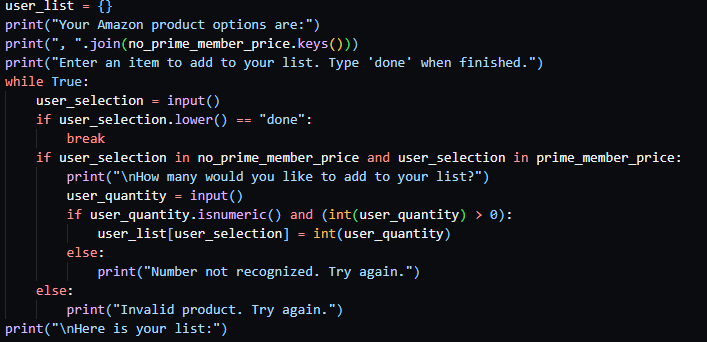 user_list = {}
print("Your Amazon product options are:")
print(", ".join(no_prime_member_price.keys()))
print("Enter an item to add to your list. Type 'done' when finished.")
while True:
    user_selection = input()
    if user_selection.lower() == "done":
        break
    if user_selection in no_prime_member_price and user_selection in prime_member_price:
        print("\nHow many would you like to add to your list?")
        user_quantity = input()
        if user_quantity.isnumeric() and (int(user_quantity) > 0):
            user_list[user_selection] = int(user_quantity)
        else:
            print("Number not recognized. Try again.")
    else:
        print("Invalid product. Try again.")
print("\nHere is your list:")